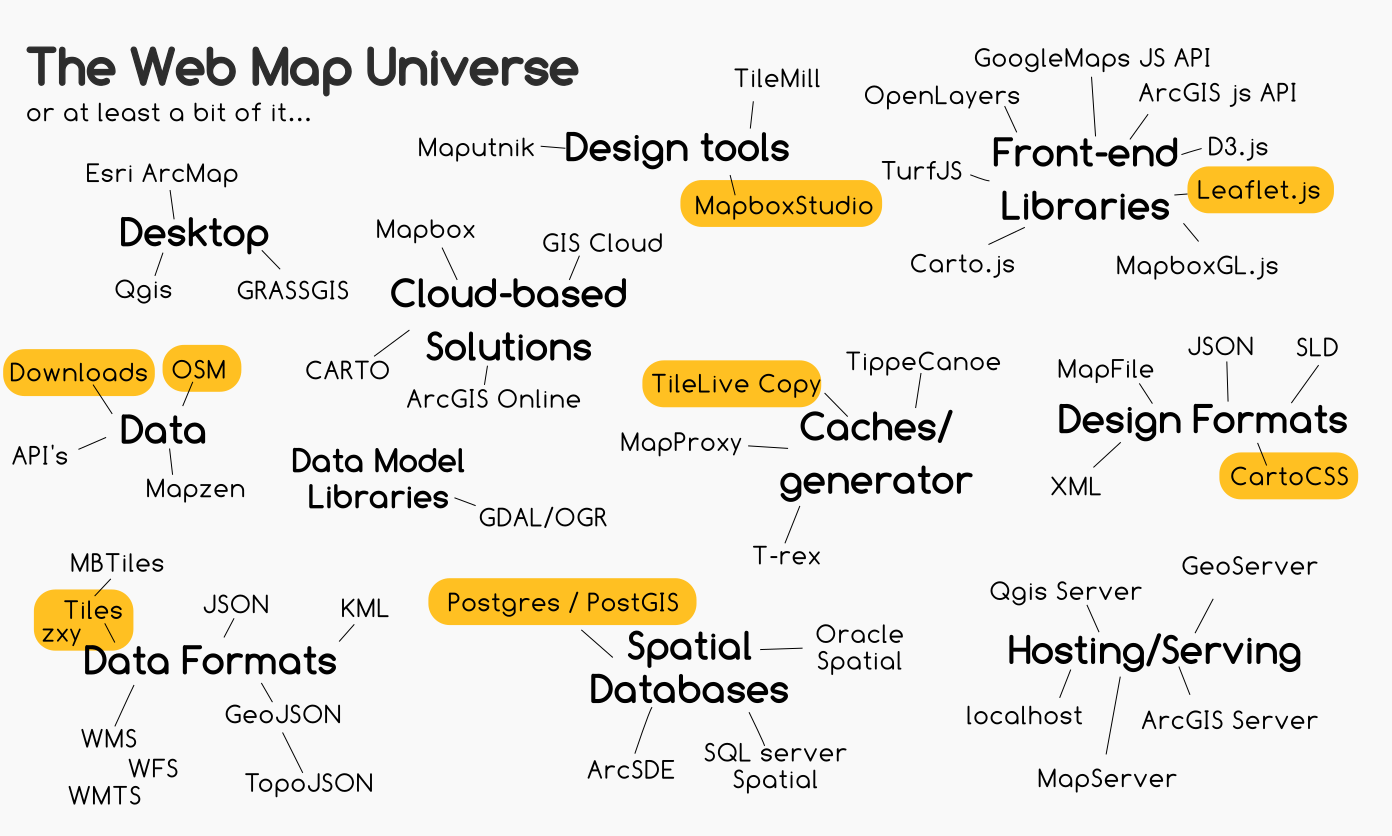 The Web Map Universe
or at least a bit of it...
Esri ArcMap
Desktop
Qgis
GRASSGIS
TileMill
Maputnik
Design tools
MapboxStudio
GoogleMaps JS API
OpenLayers
ArcGIS js API
Front-end
D3.js
TurfJS
Leaflet.js
Libraries
Carto.js
MapboxGL.js
Mapbox
GIS Cloud
Cloud-based
Solutions
CARTO
ArcGIS Online
Downloads
OSM
Data
API's
Mapzen
Data Model
Libraries
GDAL/OGR
TileLive Copy
TippeCanoe
Caches/
MapProxy
generator
T-rex
JSON
SLD
MapFile
Design Formats
XML
CartoCSS
MBTiles
Tiles
zxy
JSON
KML
Data Formats
GeoJSON
WMS
WFS
TopoJSON
WMTS
Postgres / PostGIS
Spatial
Databases
Oracle
Spatial
ArcSDE
SQL server
Spatial
GeoServer
Qgis Server
Hosting/Serving
localhost
ArcGIS Server
MapServer